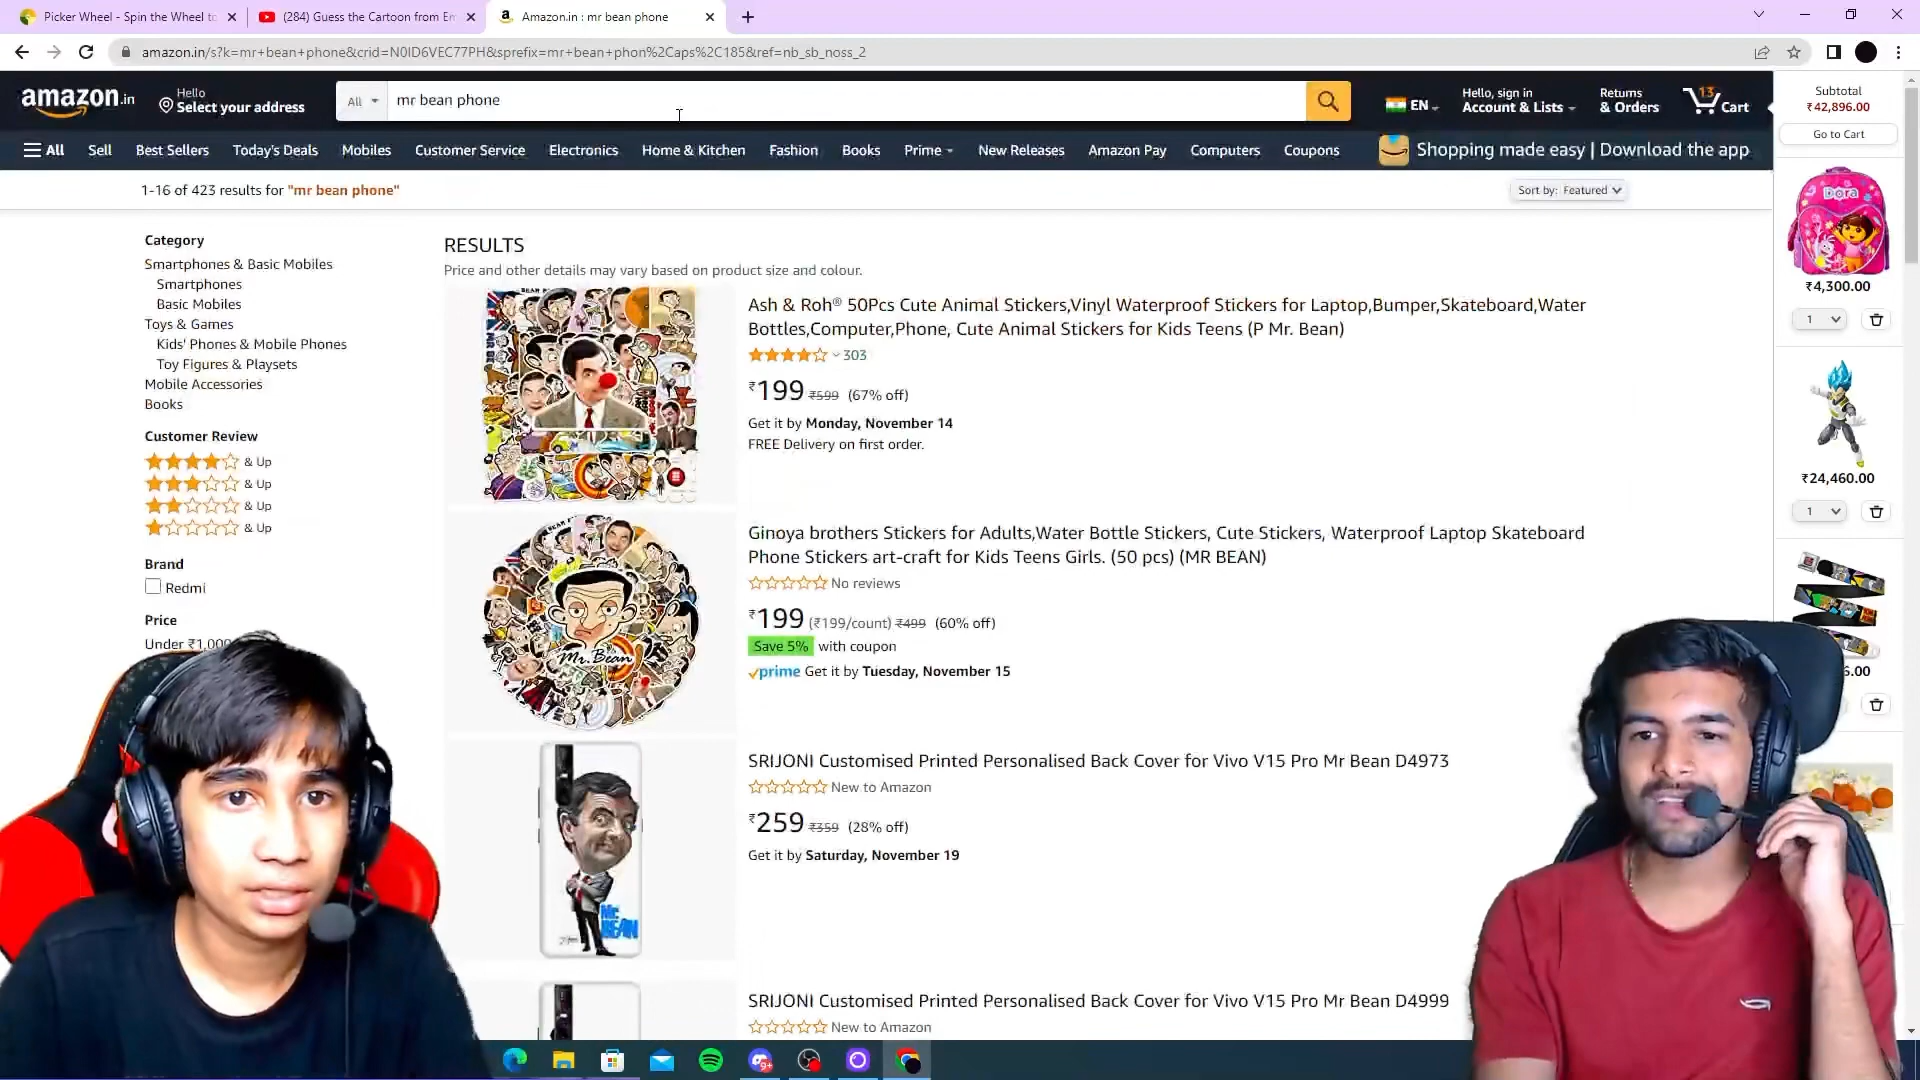 Picker Wheel - Spin the Wheel to
(284) Guess the Cartoon from Em
Amazon.in : mr bean phone
amazon.in/s?k=mr+bean+phone&crid=N0ID6VEC77PH&sprefix=mr+bean+phon%2Caps%2C185&ref=nb_sb_noss_2
amazon.in
Hello
Select your address
All
mr bean phone
EN
Hello, sign in
Account & Lists
Returns
& Orders
13
Cart
Subtotal
₹42,896.00
Go to Cart
All
Sell
Best Sellers
Today's Deals
Mobiles
Customer Service
Electronics
Home & Kitchen
Fashion
Books
Prime
New Releases
Amazon Pay
Computers
Coupons
Shopping made easy | Download the app
1-16 of 423 results for "mr bean phone"
Sort by: Featured
Category
Smartphones & Basic Mobiles
Smartphones
Basic Mobiles
Toys & Games
Kids' Phones & Mobile Phones
Toy Figures & Playsets
Mobile Accessories
Books
Customer Review
& Up
& Up
& Up
& Up
Brand
Redmi
Price
Under ₹1,000
RESULTS
Price and other details may vary based on product size and colour.
Ash & Roh® 50Pcs Cute Animal Stickers,Vinyl Waterproof Stickers for Laptop,Bumper,Skateboard,Water
Bottles,Computer,Phone, Cute Animal Stickers for Kids Teens (P Mr. Bean)
303
₹199 ₹599 (67% off)
Get it by Monday, November 14
FREE Delivery on first order.
Ginoya brothers Stickers for Adults,Water Bottle Stickers, Cute Stickers, Waterproof Laptop Skateboard
Phone Stickers art-craft for Kids Teens Girls. (50 pcs) (MR BEAN)
No reviews
₹199 (₹199/count) ₹499 (60% off)
Save 5% with coupon
prime Get it by Tuesday, November 15
Mr. Bean
SRIJONI Customised Printed Personalised Back Cover for Vivo V15 Pro Mr Bean D4973
New to Amazon
₹259 ₹359 (28% off)
Get it by Saturday, November 19
Mr
BEAN
SRIJONI Customised Printed Personalised Back Cover for Vivo V15 Pro Mr Bean D4999
New to Amazon
Dora
₹4,300.00
1
₹24,460.00
1
6.00
9+